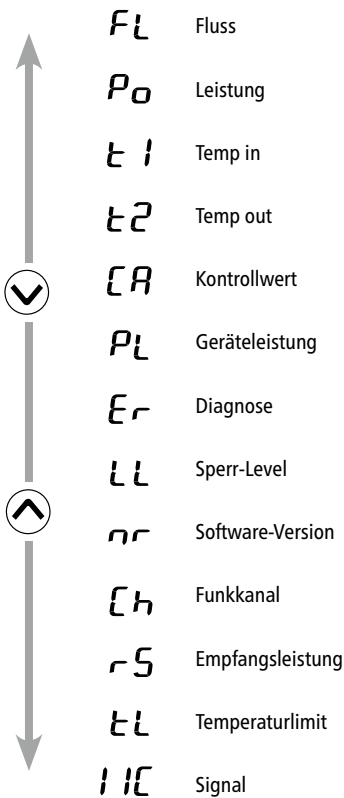 FL Fluss
Po Leistung
t1 Temp in
t2 Temp out
CA Kontrollwert
PL Geräteleistung
Er Diagnose
LL Sperr-Level
nr Software-Version
Ch Funkkanal
rS Empfangsleistung
tL Temperaturlimit
11C Signal